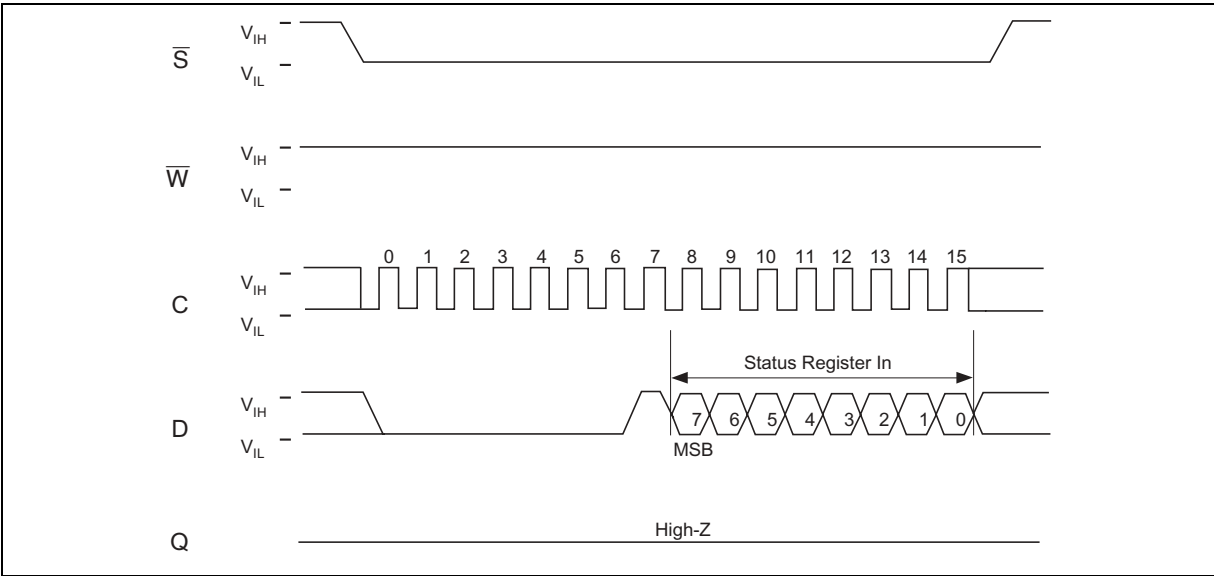 V_IH
S̅
V_IL
V_IH
W̅
V_IL
0 1 2 3 4 5 6 7 8 9 10 11 12 13 14 15
V_IH
C
V_IL
Status Register In
V_IH
D
7 6 5 4 3 2 1 0
V_IL
MSB
High-Z
Q